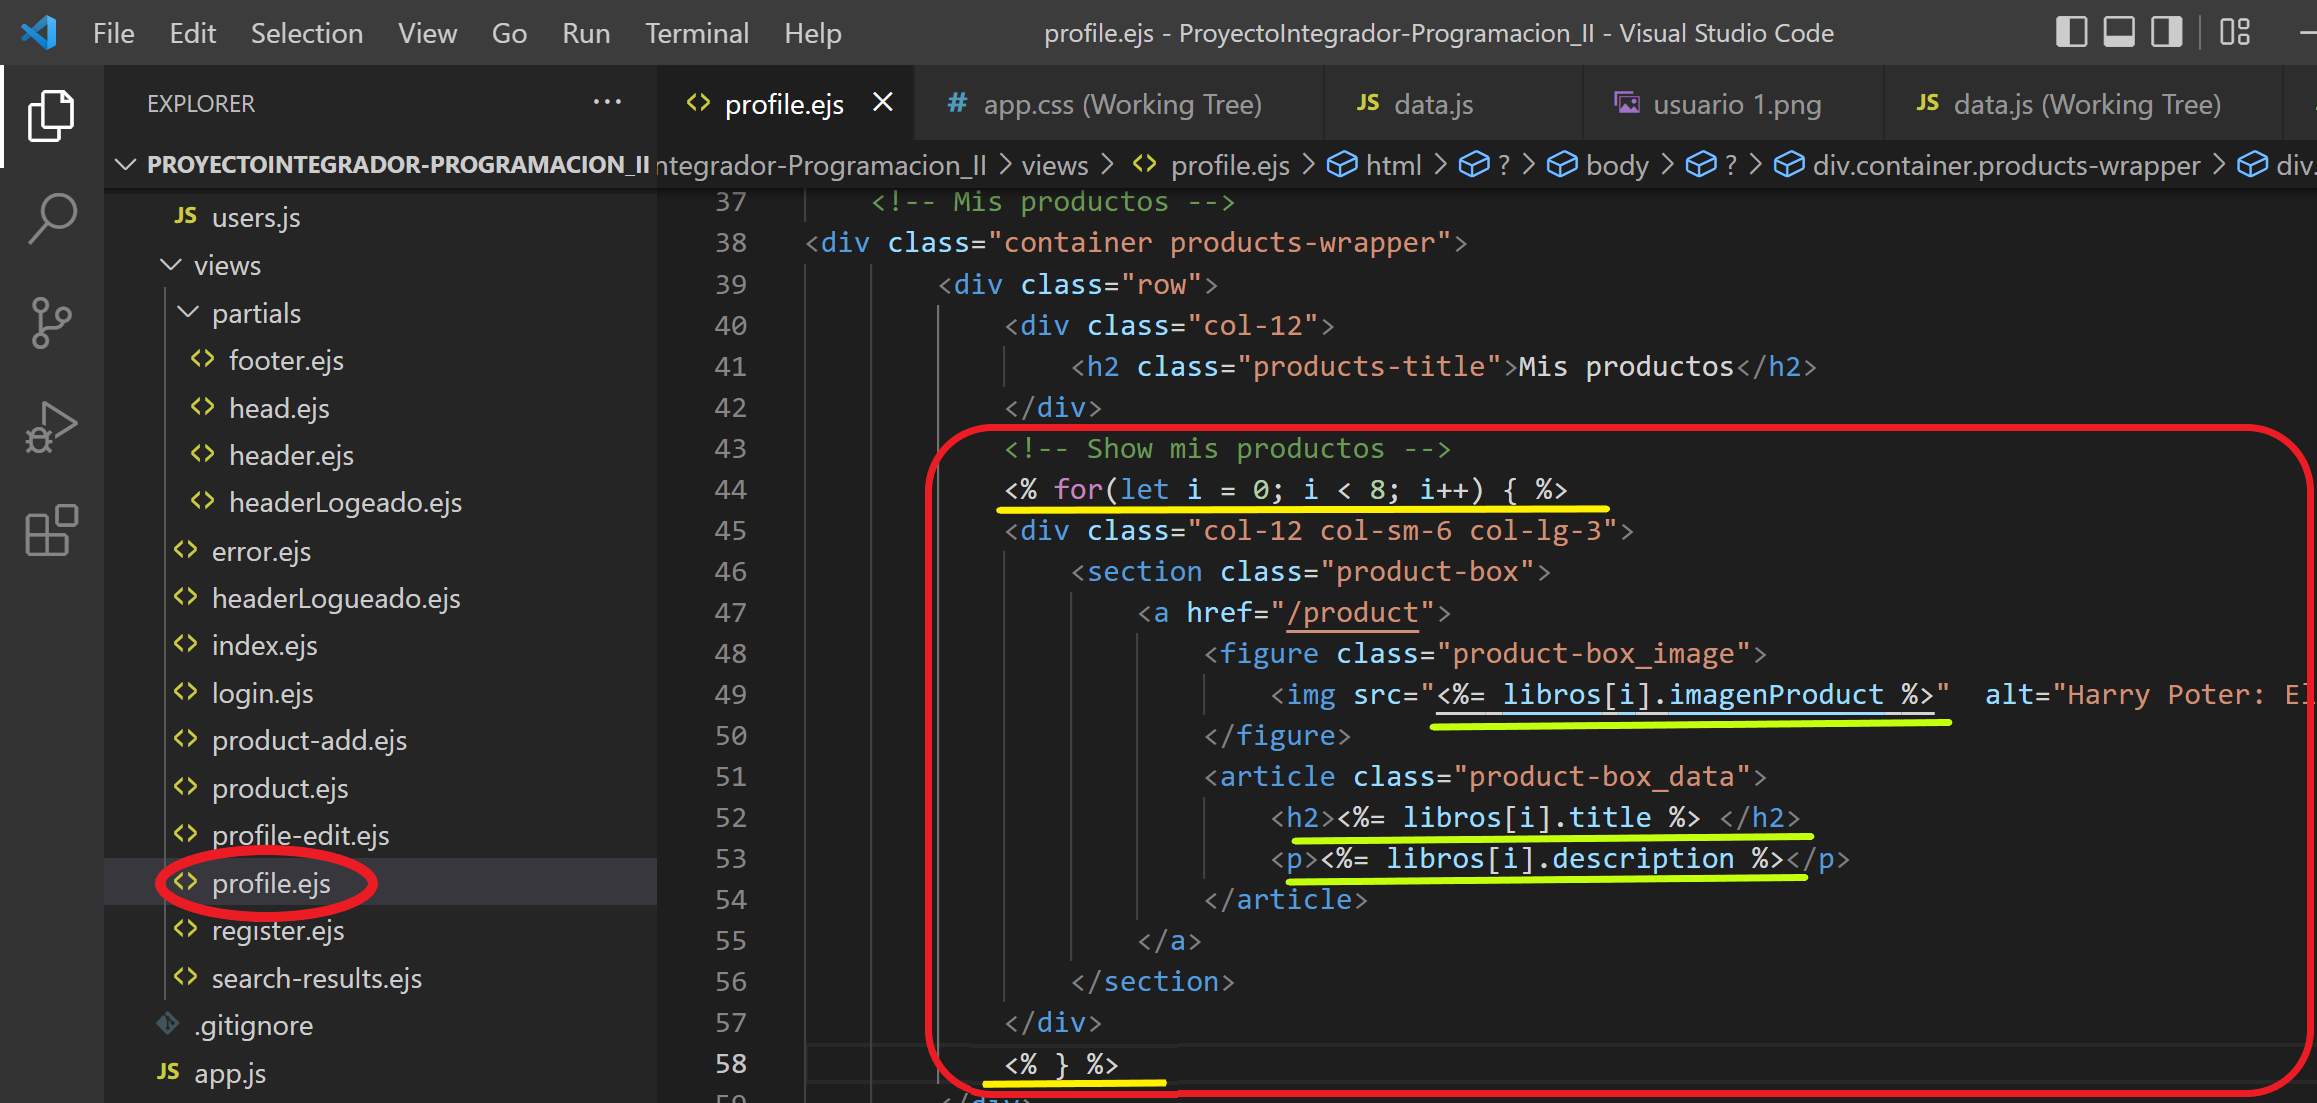 File Edit Selection View Go Run Terminal Help
profile.ejs - ProyectoIntegrador-Programacion_II - Visual Studio Code
EXPLORER
PROYECTOINTEGRADOR-PROGRAMACION_II
JS users.js
views
partials
<> footer.ejs
<> head.ejs
<> header.ejs
<> headerLogeado.ejs
<> error.ejs
<> headerLogueado.ejs
<> index.ejs
<> login.ejs
<> product-add.ejs
<> product.ejs
<> profile-edit.ejs
<> profile.ejs
<> register.ejs
<> search-results.ejs
.gitignore
JS app.js
<> profile.ejs
# app.css (Working Tree)
JS data.js
usuario 1.png
JS data.js (Working Tree)
ntegrador-Programacion_II > views > <> profile.ejs > html > ? > body > ? > div.container.products-wrapper > div.
37 <!-- Mis productos -->
38 <div class="container products-wrapper">
39 <div class="row">
40 <div class="col-12">
41 <h2 class="products-title">Mis productos</h2>
42 </div>
43 <!-- Show mis productos -->
44 <% for(let i = 0; i < 8; i++) { %>
45 <div class="col-12 col-sm-6 col-lg-3">
46 <section class="product-box">
47 <a href="/product">
48 <figure class="product-box_image">
49 <img src="<%= libros[i].imagenProduct %>"  alt="Harry Poter: El
50 </figure>
51 <article class="product-box_data">
52 <h2><%= libros[i].title %> </h2>
53 <p><%= libros[i].description %></p>
54 </article>
55 </a>
56 </section>
57 </div>
58 <% } %>
59 </div>